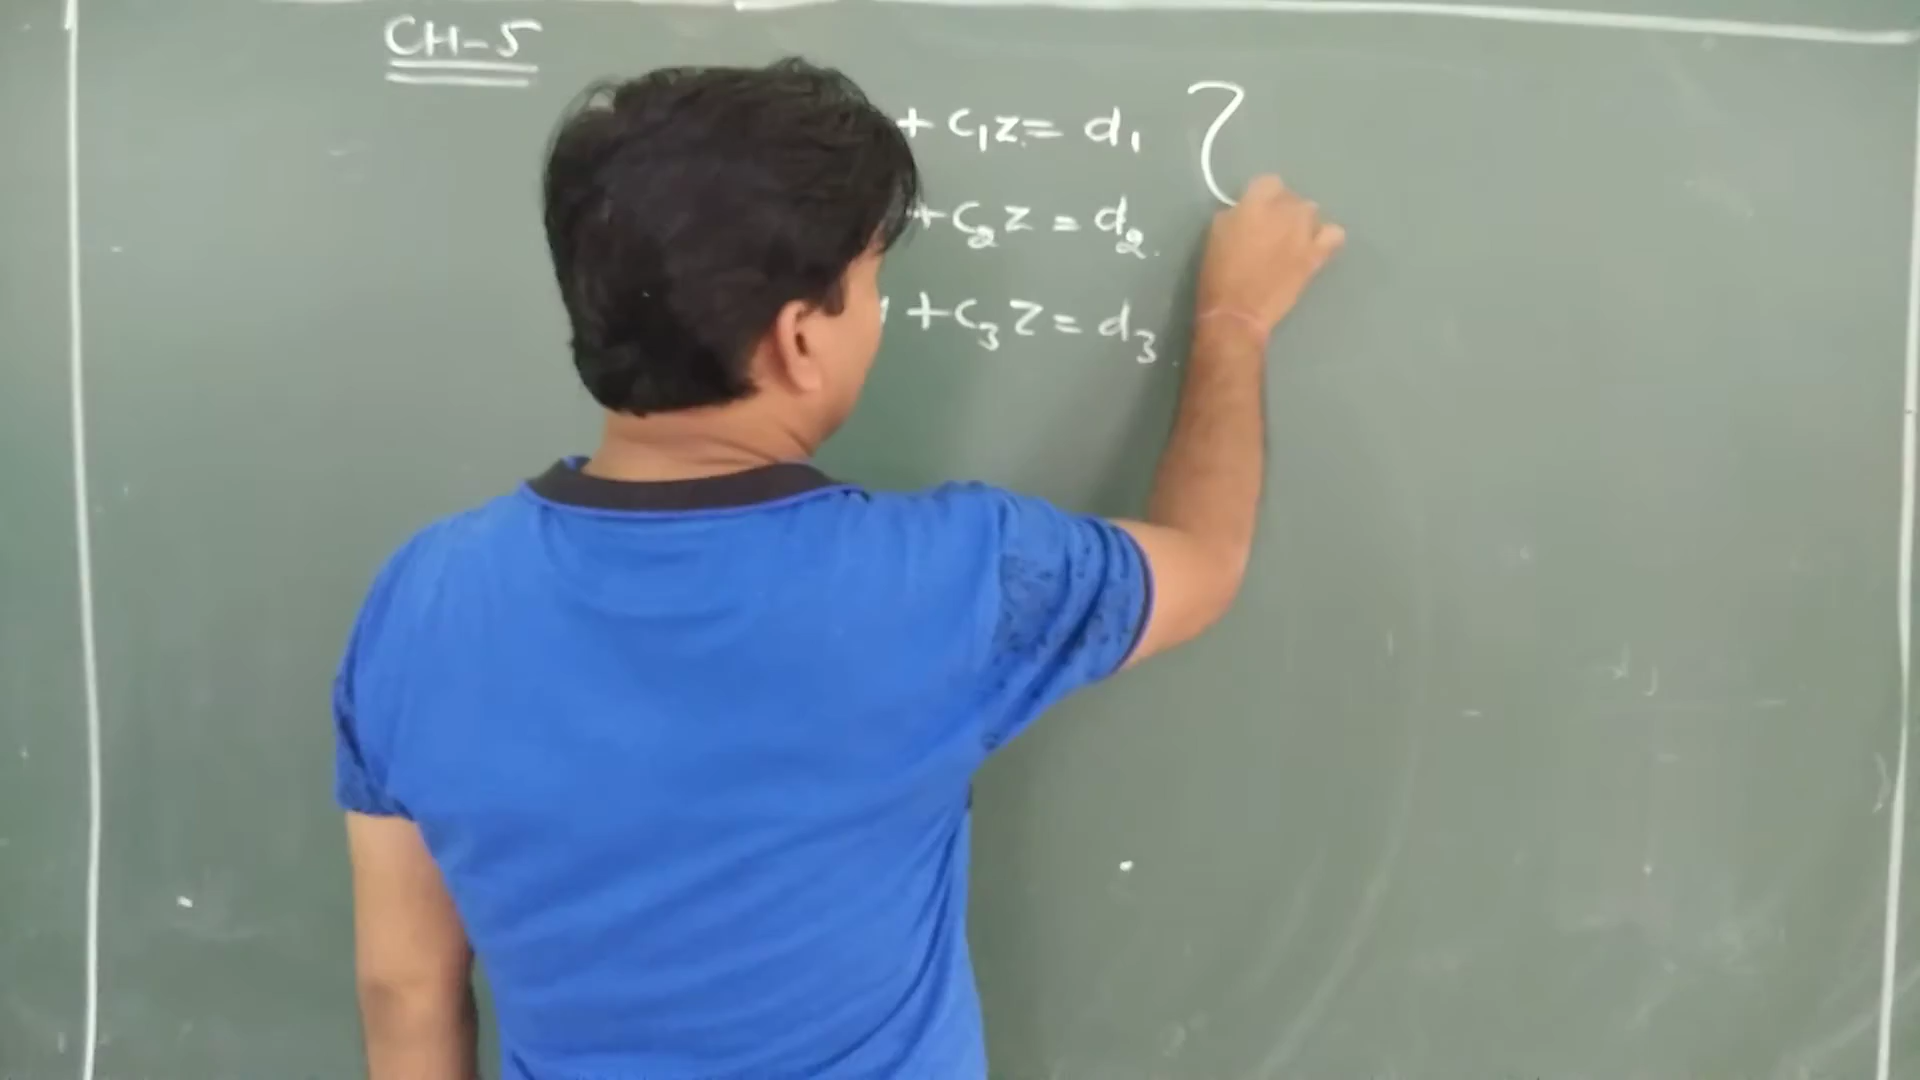 CH-5
+ c₁z = d₁
+ c₂z = d₂.
+ c₃z = d₃.